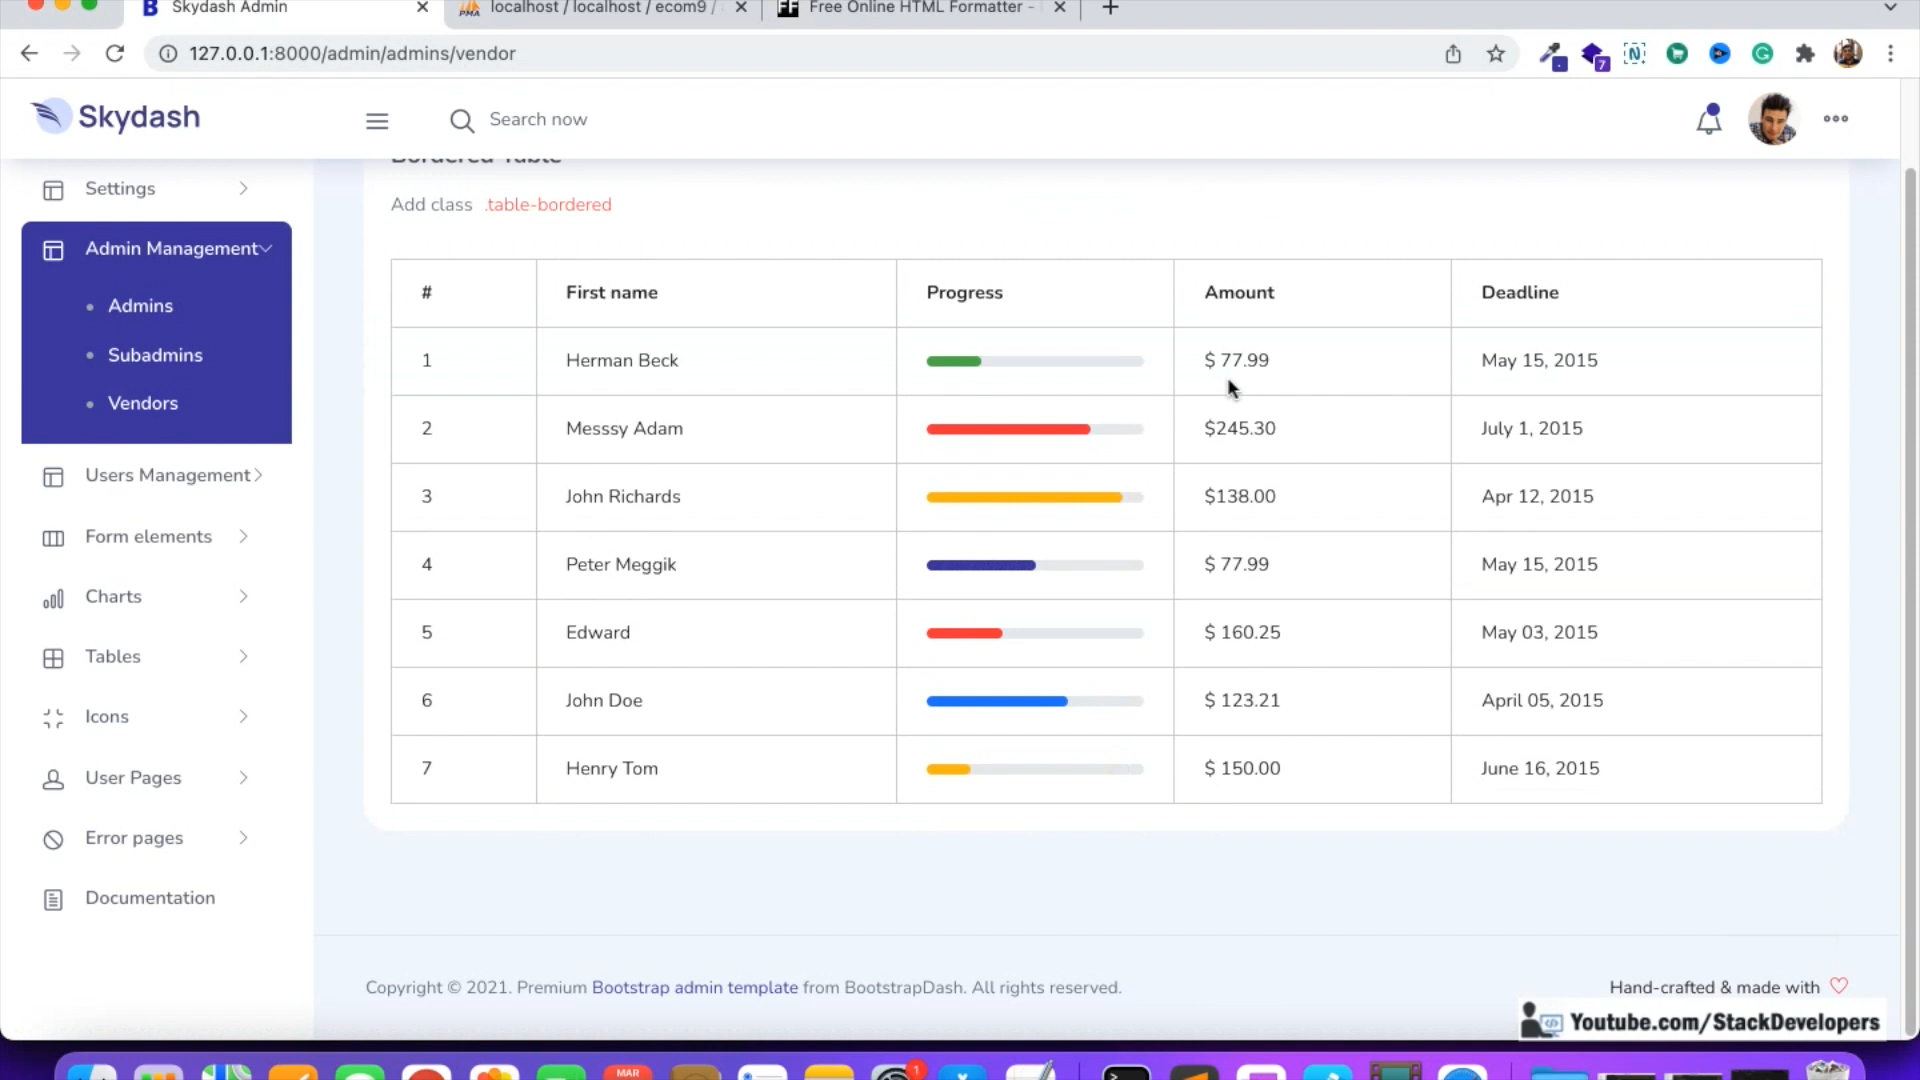 Skydash Admin
localhost / localhost / ecom9 /
Free Online HTML Formatter -
127.0.0.1:8000/admin/admins/vendor
7
Skydash
Search now
Bordered Table
Add class .table-bordered
Settings
Admin Management
Admins
Subadmins
Vendors
Users Management
Form elements
Charts
Tables
Icons
User Pages
Error pages
Documentation
# First name Progress Amount Deadline
1 Herman Beck $ 77.99 May 15, 2015
2 Messsy Adam $245.30 July 1, 2015
3 John Richards $138.00 Apr 12, 2015
4 Peter Meggik $ 77.99 May 15, 2015
5 Edward $ 160.25 May 03, 2015
6 John Doe $ 123.21 April 05, 2015
7 Henry Tom $ 150.00 June 16, 2015
Copyright © 2021. Premium Bootstrap admin template from BootstrapDash. All rights reserved.
Hand-crafted & made with
Youtube.com/StackDevelopers
MAR
1